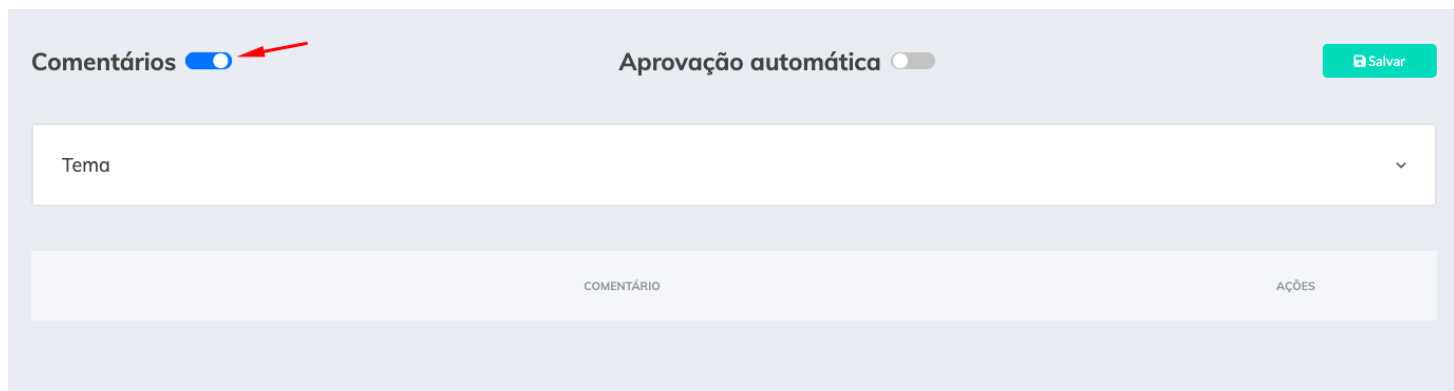 Comentários
Aprovação automática
Salvar
Tema
COMENTÁRIO
AÇÕES